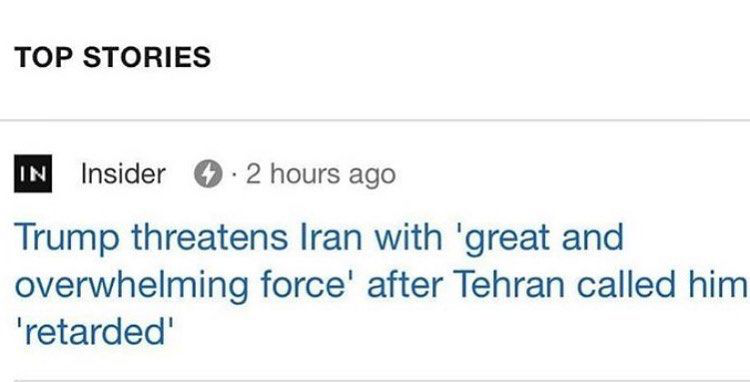 TOP STORIES
IN Insider · 2 hours ago
Trump threatens Iran with 'great and
overwhelming force' after Tehran called him
'retarded'